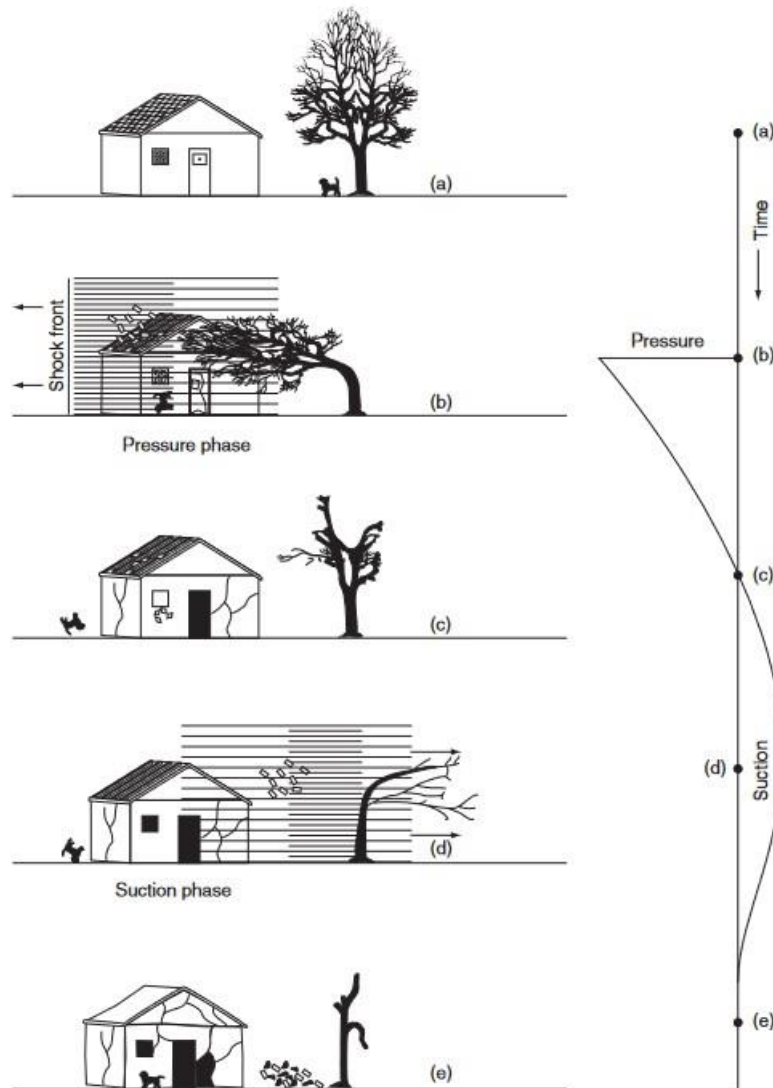 (a)
(a)
Time
Shock front
Pressure
(b)
(b)
Pressure phase
(c)
(c)
(d)
(d)
Suction
Suction phase
(e)
(e)